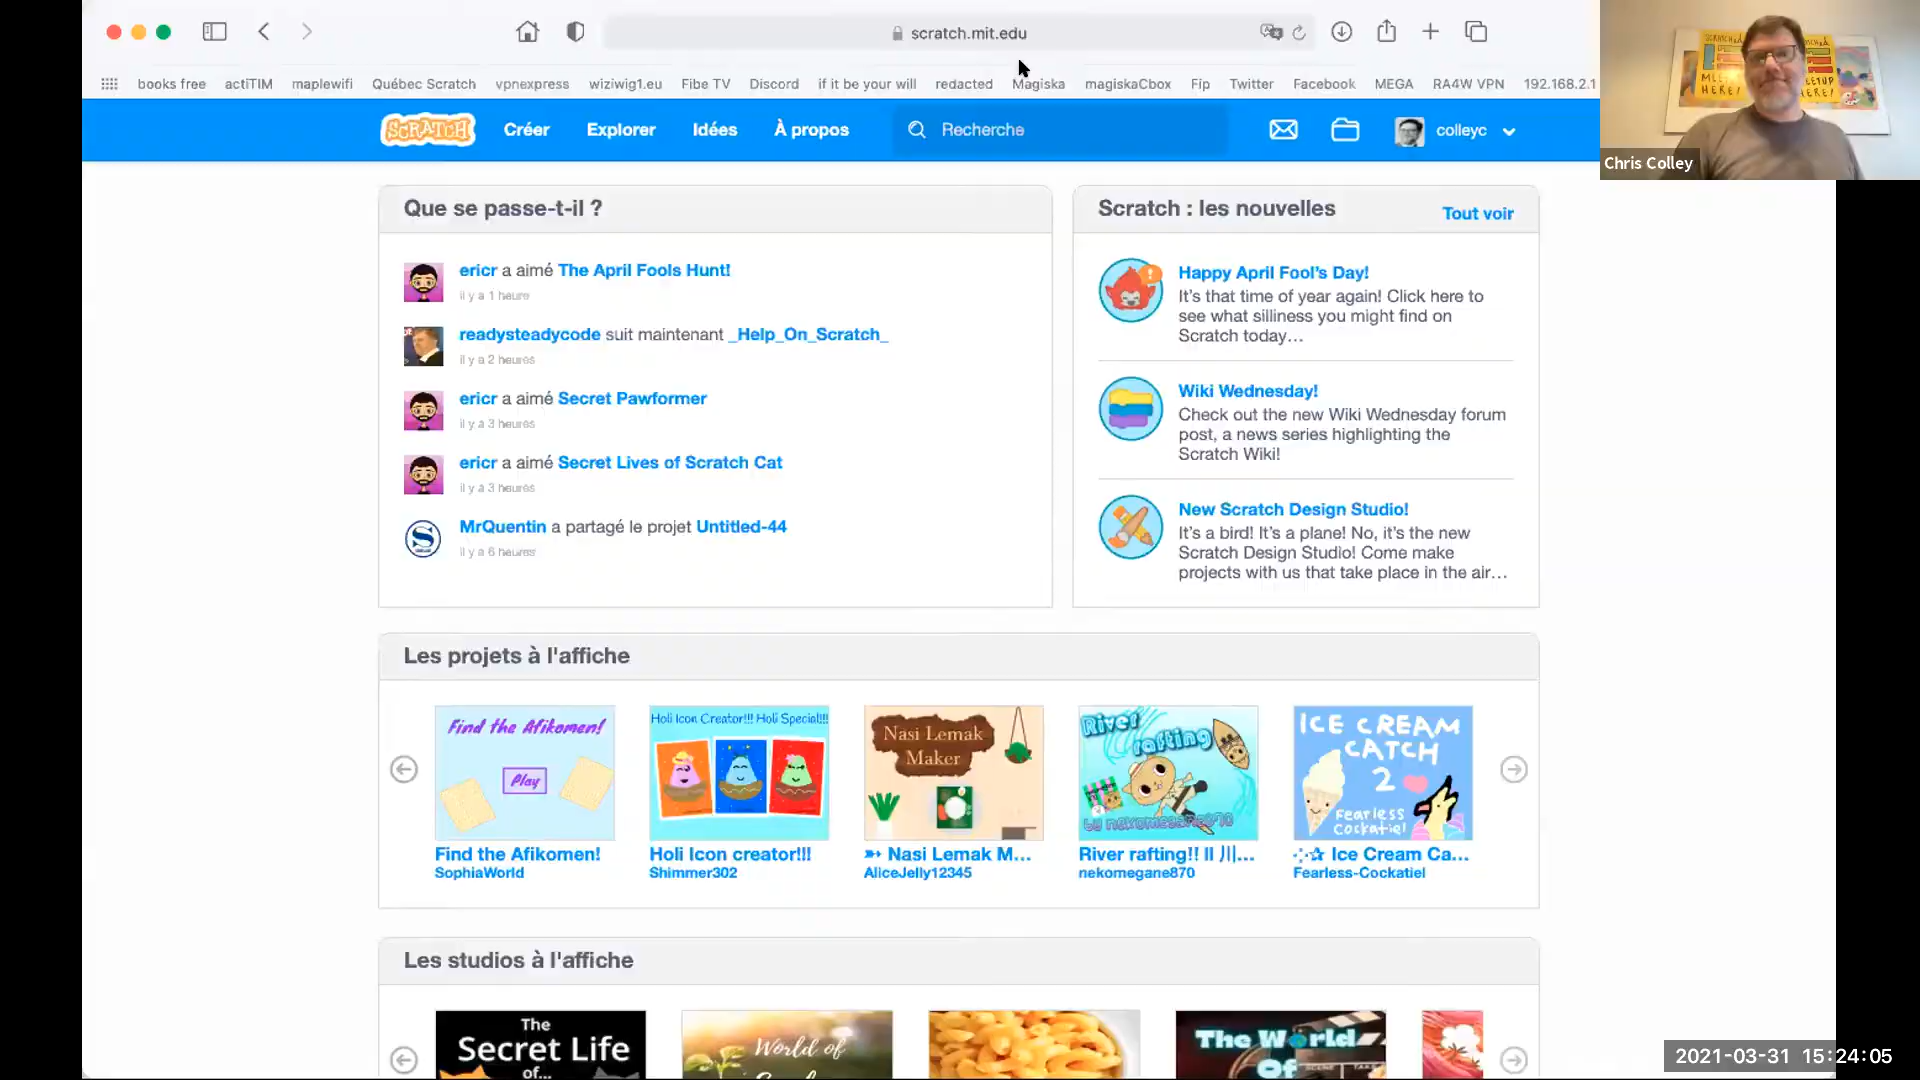 scratch.mit.edu
books free
actiTIM
maplewifi
Québec Scratch
vpnexpress
wiziwig1.eu
Fibe TV
Discord
if it be your will
redacted
Magiska
magiskaCbox
Fip
Twitter
Facebook
MEGA
RA4W VPN
192.168.2.1
Chris Colley
SCRATCH
Créer
Explorer
Idées
À propos
Recherche
colleyc
Que se passe-t-il ?
ericr a aimé The April Fools Hunt!
il y a 1 heure
readysteadycode suit maintenant _Help_On_Scratch_
il y a 2 heures
ericr a aimé Secret Pawformer
il y a 3 heures
ericr a aimé Secret Lives of Scratch Cat
il y a 3 heures
MrQuentin a partagé le projet Untitled-44
il y a 6 heures
Scratch : les nouvelles
Tout voir
Happy April Fool's Day!
It's that time of year again! Click here to
see what silliness you might find on
Scratch today…
Wiki Wednesday!
Check out the new Wiki Wednesday forum
post, a news series highlighting the
Scratch Wiki!
New Scratch Design Studio!
It's a bird! It's a plane! No, it's the new
Scratch Design Studio! Come make
projects with us that take place in the air…
Les projets à l'affiche
Find the Afikomen!
Play
Find the Afikomen!
SophiaWorld
Holi Icon Creator!!! Holi Special!!!
Holi Icon creator!!!
Shimmer302
Nasi Lemak
Maker
➳ Nasi Lemak M...
AliceJelly12345
River
rafting
by nekomegane870
River rafting!! II 川...
nekomegane870
ICE CREAM
CATCH
2
Fearless
Cockatiel
Ice Cream Ca...
Fearless-Cockatiel
Les studios à l'affiche
The
Secret Life
of...
World of
The World
Of
2021-03-31 15:24:05